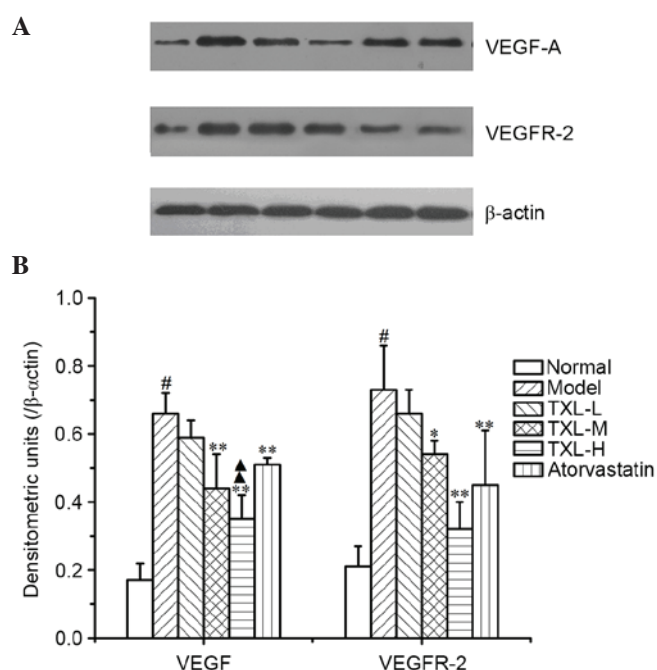 A
VEGF-A
VEGFR-2
β-actin
B
1.0
0.8
0.6
0.4
0.2
0.0
Densitometric units (/β-αctin)
#
**
▲
▲
**
**
#
*
**
**
Normal
Model
TXL-L
TXL-M
TXL-H
Atorvastatin
VEGF
VEGFR-2